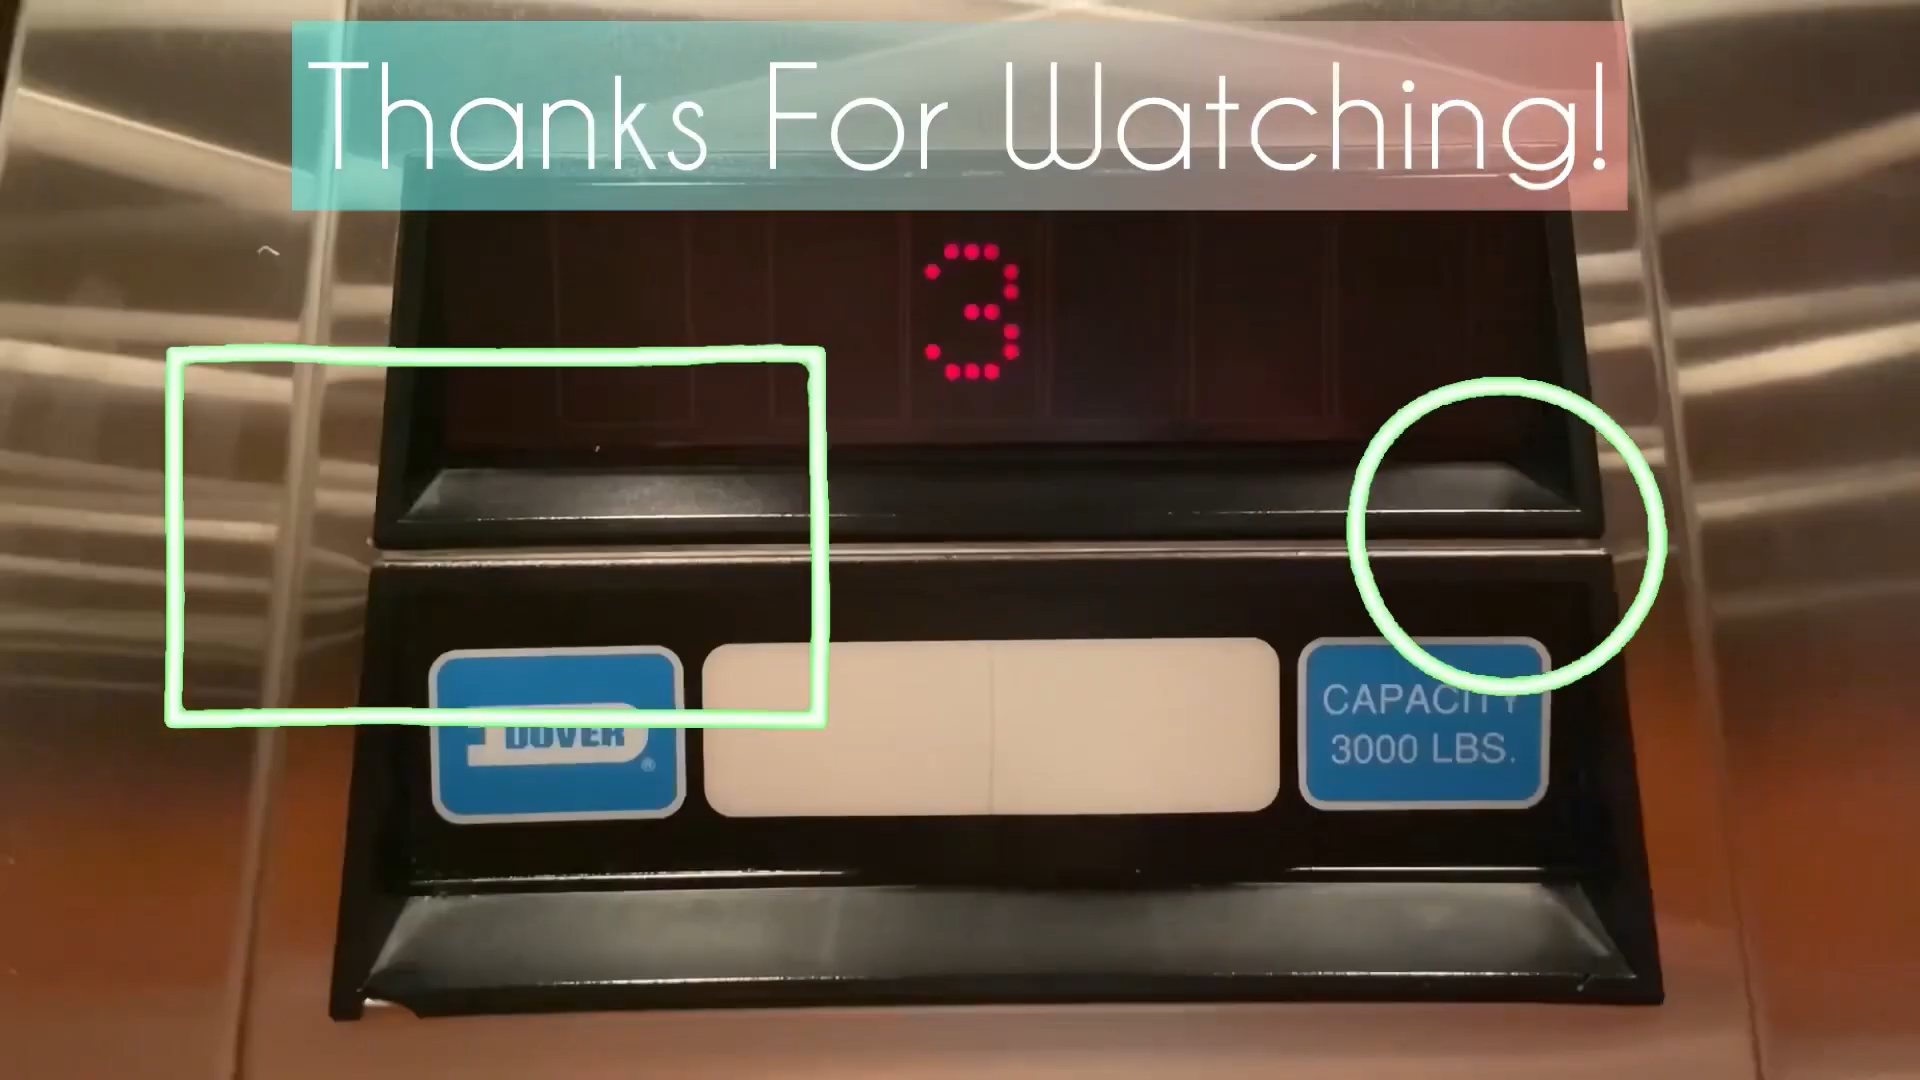 Thanks For Watching!
3
DOVER
®
CAPACITY
3000 LBS.